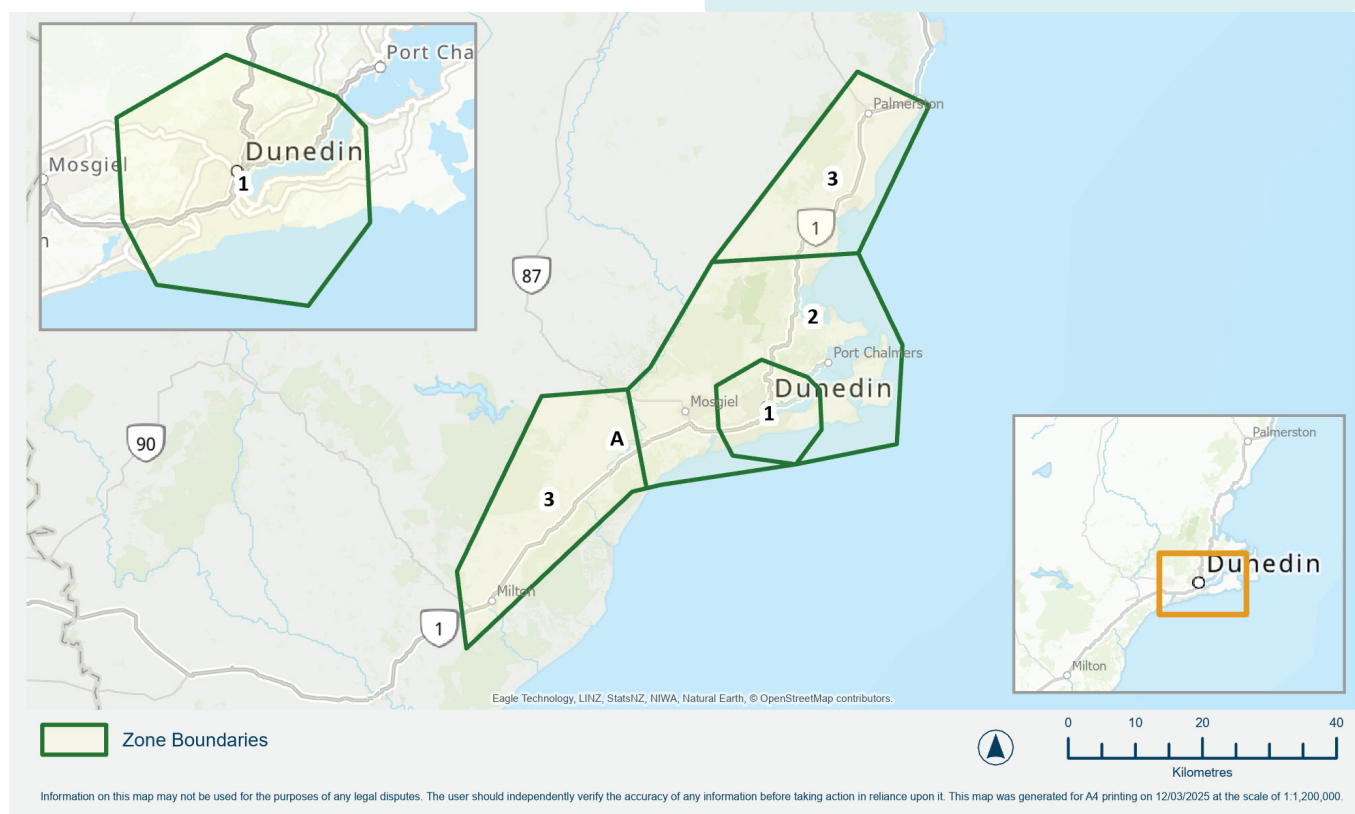 Port Cha
Mosgiel
Dunedin
1
n
Palmerston
3
1
87
2
Port Chalmers
Dunedin
Mosgiel
1
A
90
3
Milton
1
Palmerston
Dunedin
Milton
Eagle Technology, LINZ, StatsNZ, NIWA, Natural Earth, © OpenStreetMap contributors.
Zone Boundaries
0 10 20 40
Kilometres
Information on this map may not be used for the purposes of any legal disputes. The user should independently verify the accuracy of any information before taking action in reliance upon it. This map was generated for A4 printing on 12/03/2025 at the scale of 1:1,200,000.